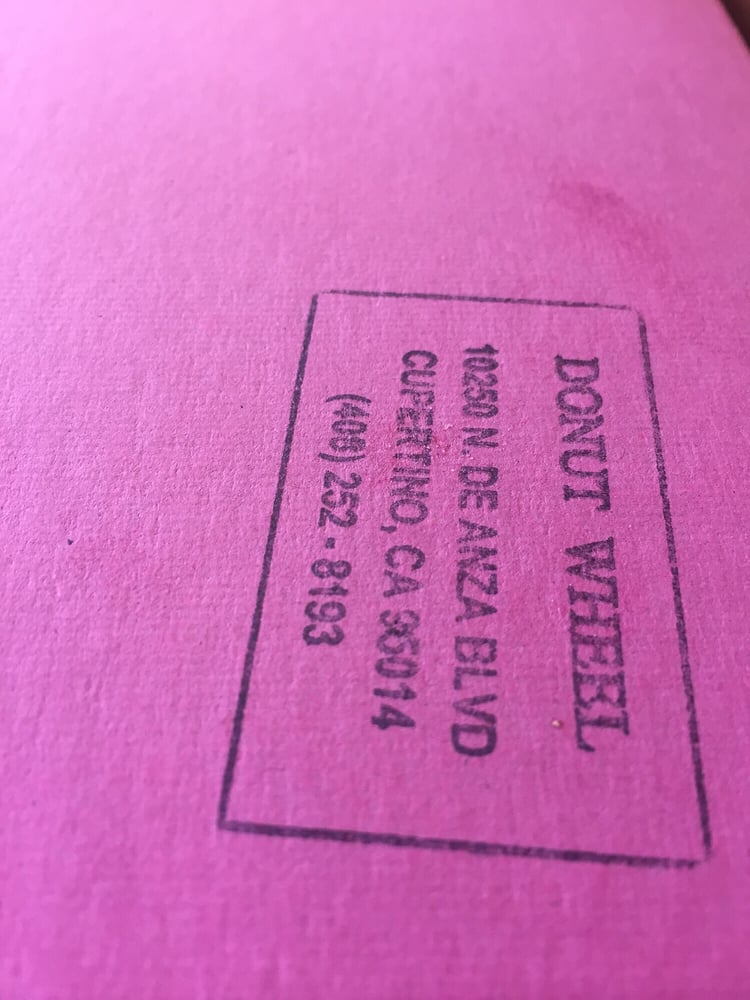 DONUT WHEEL
10250 N. DE ANZA BLVD
CUPERTINO, CA 95014
(408) 252-8193